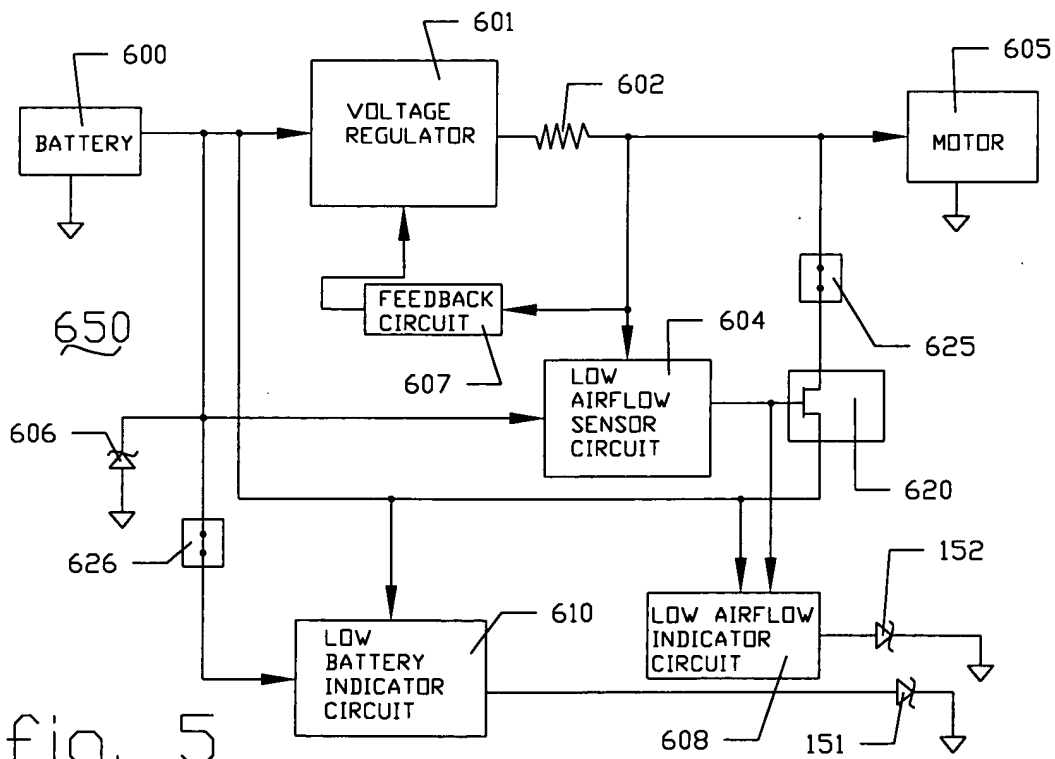 600
601
602
605
BATTERY
VOLTAGE
REGULATOR
MOTOR
FEEDBACK
CIRCUIT
604
625
650
607
LOW
AIRFLOW
SENSOR
CIRCUIT
606
620
626
152
610
LOW
BATTERY
INDICATOR
CIRCUIT
LOW AIRFLOW
INDICATOR
CIRCUIT
608
151
fig. 5